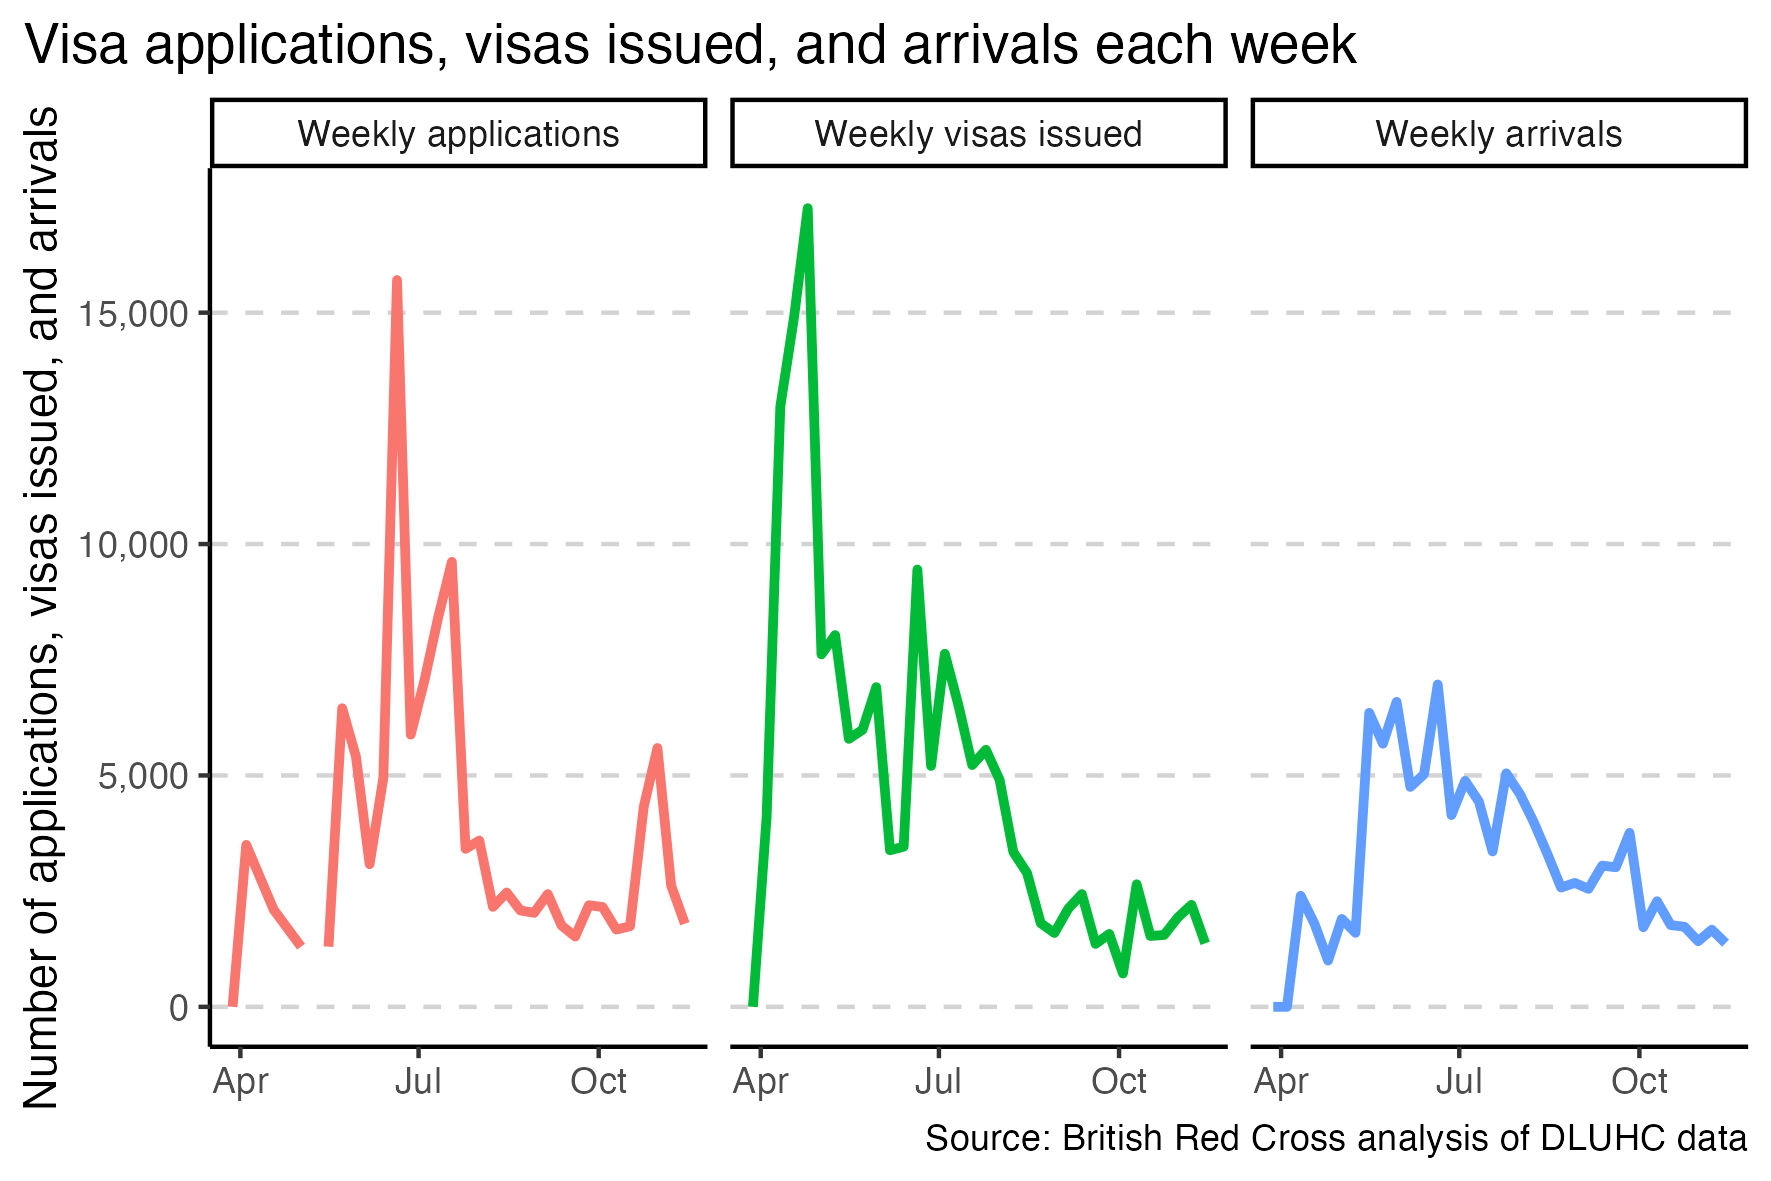 Visa applications, visas issued, and arrivals each week
Number of applications, visas issued, and arrivals
Weekly applications
Weekly visas issued
Weekly arrivals
15,000
10,000
5,000
0
Apr
Jul
Oct
Apr
Jul
Oct
Apr
Jul
Oct
Source: British Red Cross analysis of DLUHC data